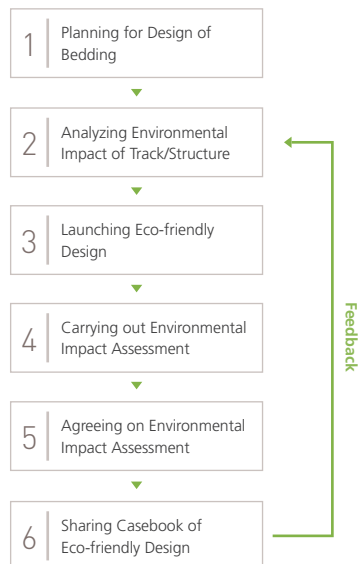 1
Planning for Design of
Bedding
2
Analyzing Environmental
Impact of Track/Structure
3
Launching Eco-friendly
Design
4
Carrying out Environmental
Impact Assessment
5
Agreeing on Environmental
Impact Assessment
6
Sharing Casebook of
Eco-friendly Design
Feedback